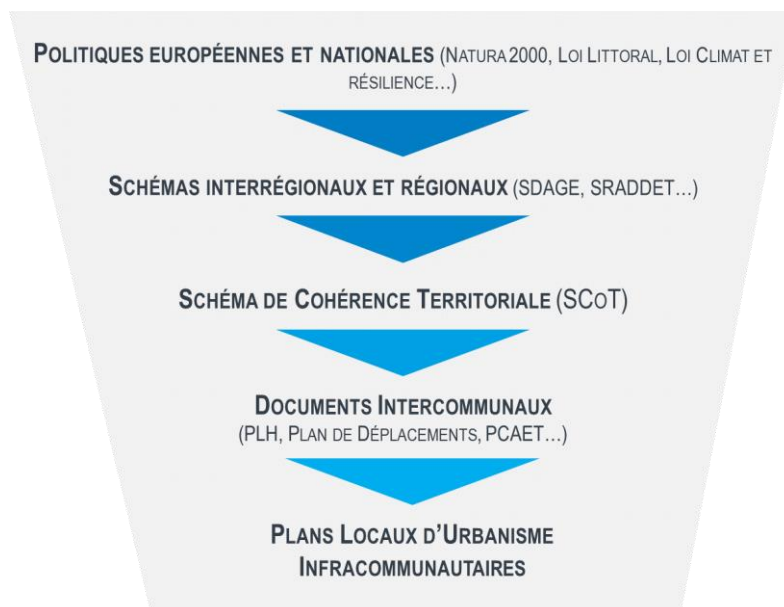 POLITIQUES EUROPÉENNES ET NATIONALES (NATURA 2000, LOI LITTORAL, LOI CLIMAT ET
RÉSILIENCE…)
SCHÉMAS INTERRÉGIONAUX ET RÉGIONAUX (SDAGE, SRADDET…)
SCHÉMA DE COHÉRENCE TERRITORIALE (SCOT)
DOCUMENTS INTERCOMMUNAUX
(PLH, PLAN DE DÉPLACEMENTS, PCAET…)
PLANS LOCAUX D’URBANISME
INFRACOMMUNAUTAIRES